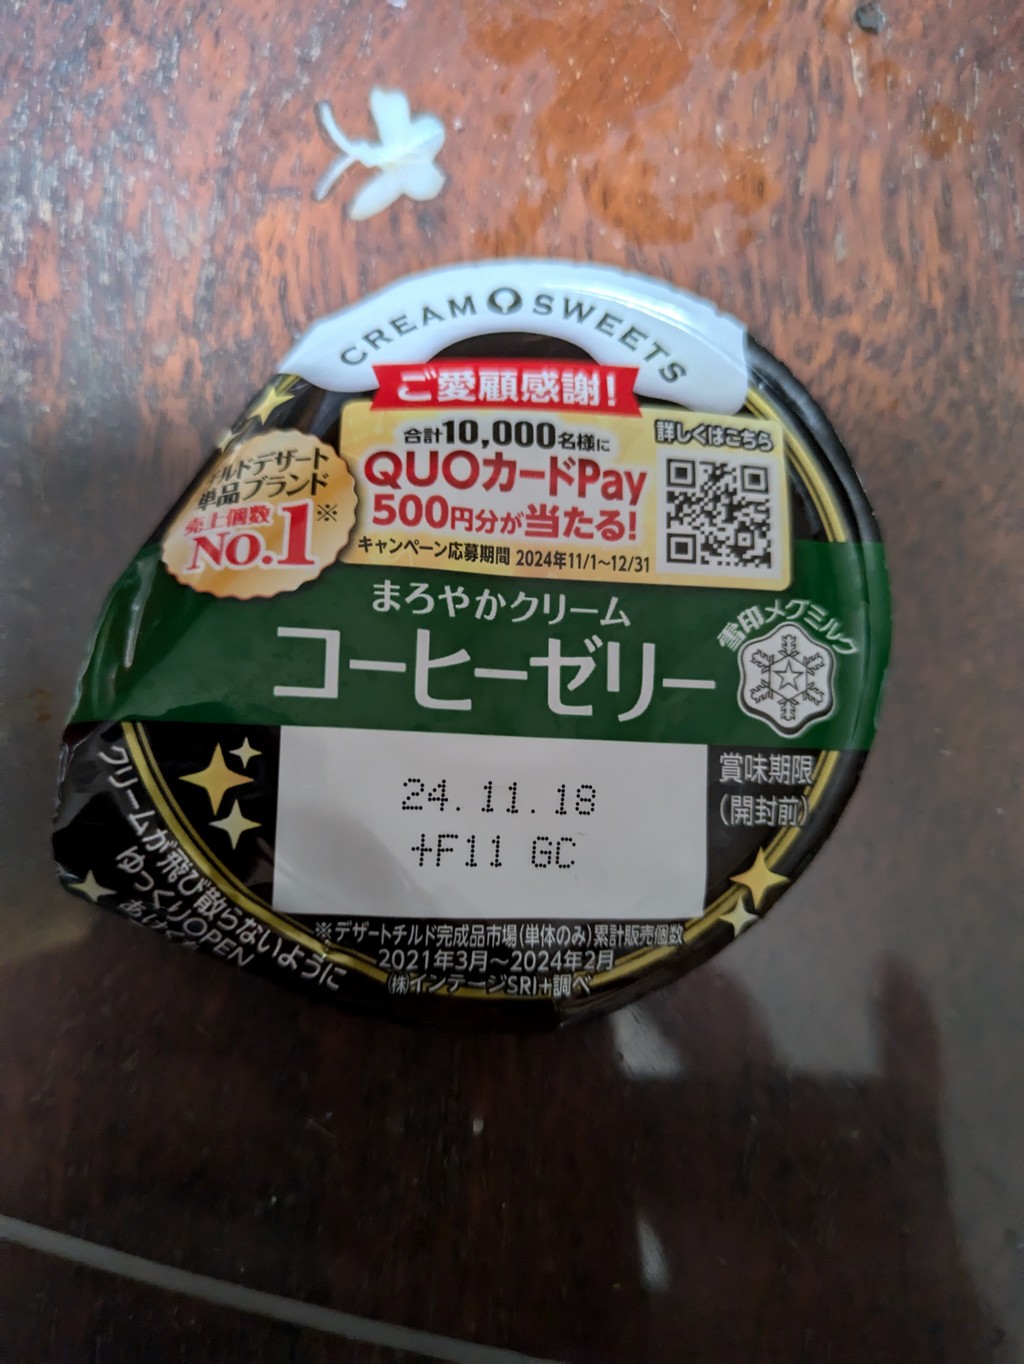 CREAM SWEETS
ご愛顧感謝!
合計10,000名様に
QUOカードPay
500円分が当たる!
キャンペーン応募期間 2024年11/1~12/31
詳しくはこちら
チルドデザート
単品ブランド
売上個数※
NO.1
まろやかクリーム
コーヒーゼリー
雪印メグミルク
24.11.18
+F11 GC
賞味期限
(開封前)
クリームが飛び散らないように
ゆっくりOPEN
※デザートチルド完成品市場(単体のみ)累計販売個数
2021年3月~2024年2月
㈱インテージSRI+調べ